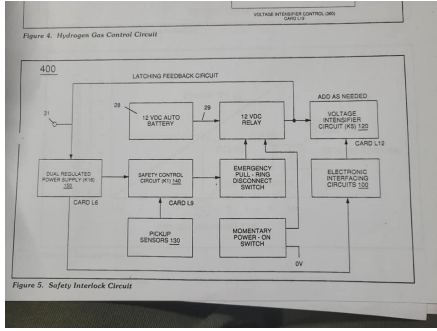 VOLTAGE INTENSIFIER CONTROL (360)
CARD L12
Figure 4. Hydrogen Gas Control Circuit
400
LATCHING FEEDBACK CIRCUIT
31
28
12 VDC AUTO
BATTERY
29
12 VDC
RELAY
ADD AS NEEDED
VOLTAGE
INTENSIFIER
CIRCUIT (K5) 120
CARD L12
DUAL REGULATED
POWER SUPPLY (K16)
150
CARD L6
SAFETY CONTROL
CIRCUIT (K1) 140
CARD L9
EMERGENCY
PULL - RING
DISCONNECT
SWITCH
ELECTRONIC
INTERFACING
CIRCUITS 100
PICKUP
SENSORS 130
MOMENTARY
POWER - ON
SWITCH
0V
Figure 5. Safety Interlock Circuit